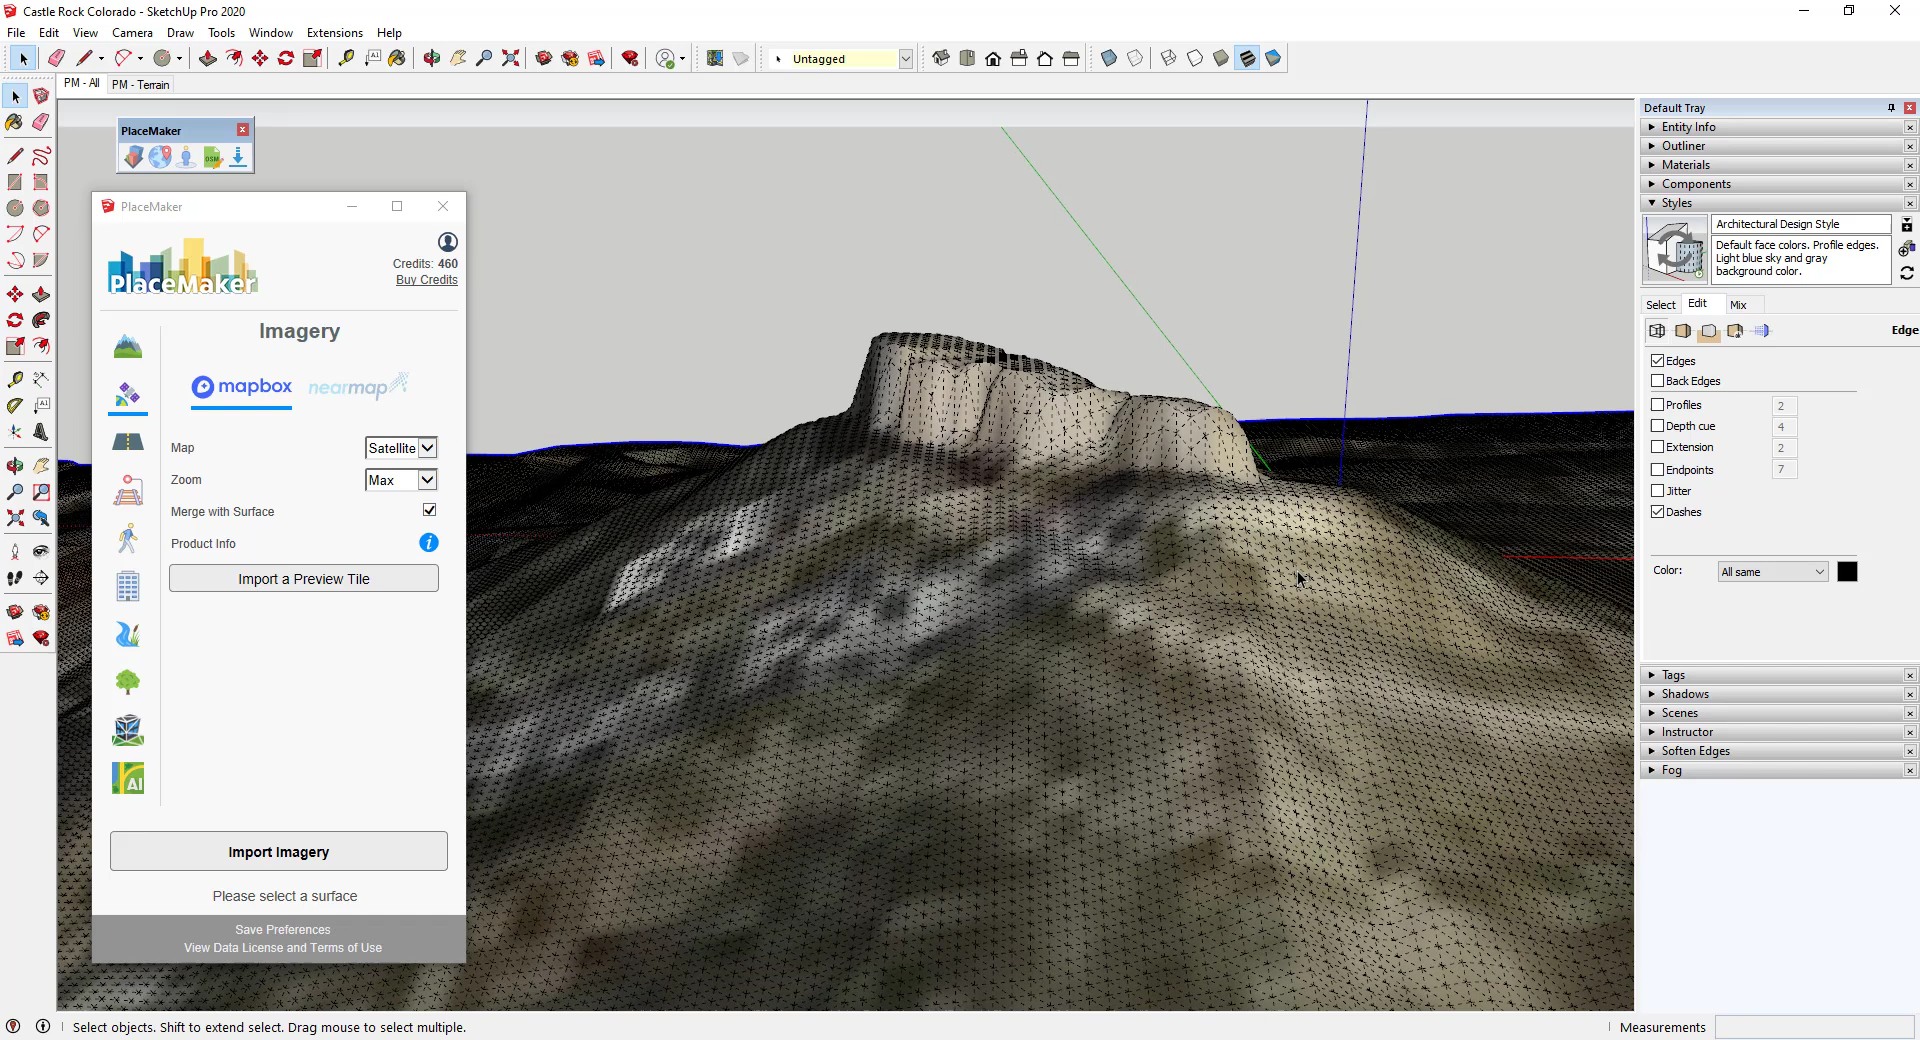 Castle Rock Colorado - SketchUp Pro 2020
File Edit View Camera Draw Tools Window Extensions Help
Untagged
PM - All PM - Terrain
PlaceMaker
OSM
PlaceMaker
PlaceMaker
Credits: 460
Buy Credits
Imagery
mapbox nearmap
Map Satellite
Zoom Max
Merge with Surface
Product Info
Import a Preview Tile
AI
Import Imagery
Please select a surface
Save Preferences
View Data License and Terms of Use
Default Tray
Entity Info
Outliner
Materials
Components
Styles
Architectural Design Style
Default face colors. Profile edges.
Light blue sky and gray
background color.
Select Edit Mix
Edge
Edges
Back Edges
Profiles 2
Depth cue 4
Extension 2
Endpoints 7
Jitter
Dashes
Color: All same
Tags
Shadows
Scenes
Instructor
Soften Edges
Fog
Select objects. Shift to extend select. Drag mouse to select multiple.
Measurements